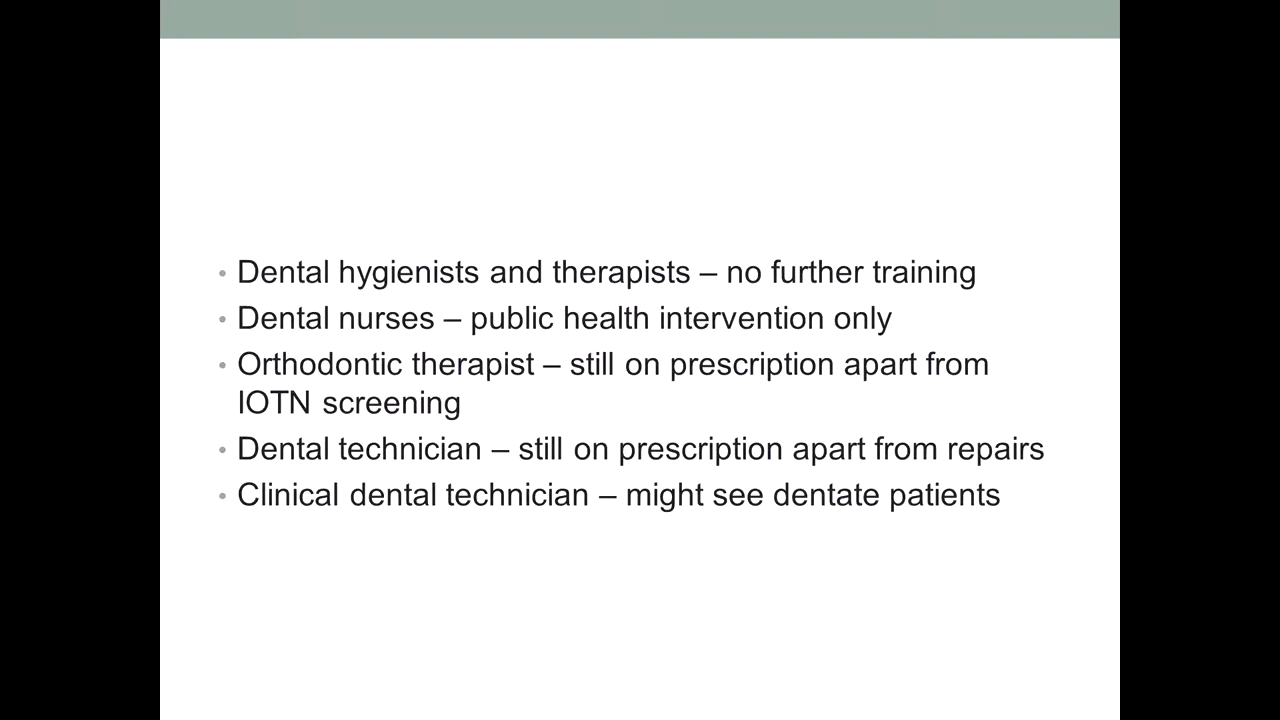 • Dental hygienists and therapists – no further training
• Dental nurses – public health intervention only
• Orthodontic therapist – still on prescription apart from
IOTN screening
• Dental technician – still on prescription apart from repairs
• Clinical dental technician – might see dentate patients